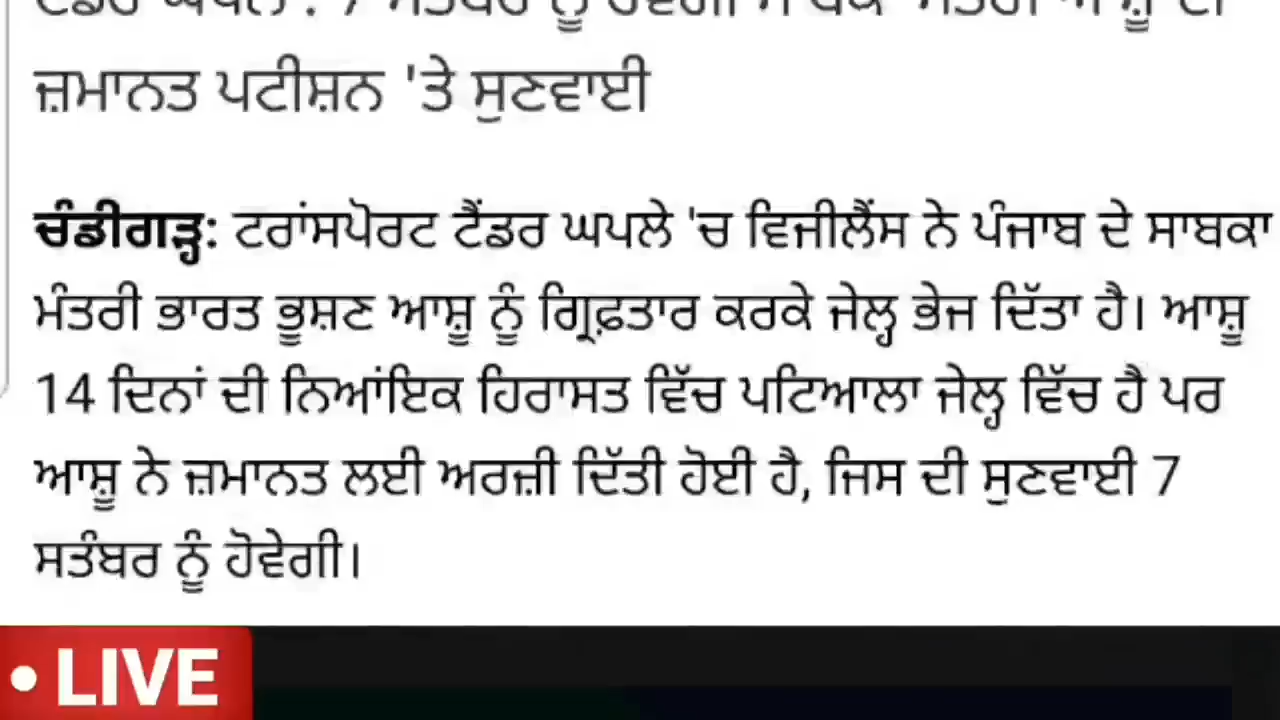 ਜ਼ਮਾਨਤ ਪਟੀਸ਼ਨ 'ਤੇ ਸੁਣਵਾਈ
ਚੰਡੀਗੜ੍ਹ: ਟਰਾਂਸਪੋਰਟ ਟੈਂਡਰ ਘਪਲੇ 'ਚ ਵਿਜੀਲੈਂਸ ਨੇ ਪੰਜਾਬ ਦੇ ਸਾਬਕਾ
ਮੰਤਰੀ ਭਾਰਤ ਭੂਸ਼ਣ ਆਸ਼ੂ ਨੂੰ ਗ੍ਰਿਫ਼ਤਾਰ ਕਰਕੇ ਜੇਲ੍ਹ ਭੇਜ ਦਿੱਤਾ ਹੈ। ਆਸ਼ੂ
14 ਦਿਨਾਂ ਦੀ ਨਿਆਂਇਕ ਹਿਰਾਸਤ ਵਿੱਚ ਪਟਿਆਲਾ ਜੇਲ੍ਹ ਵਿੱਚ ਹੈ ਪਰ
ਆਸ਼ੂ ਨੇ ਜ਼ਮਾਨਤ ਲਈ ਅਰਜ਼ੀ ਦਿੱਤੀ ਹੋਈ ਹੈ, ਜਿਸ ਦੀ ਸੁਣਵਾਈ 7
ਸਤੰਬਰ ਨੂੰ ਹੋਵੇਗੀ।
LIVE